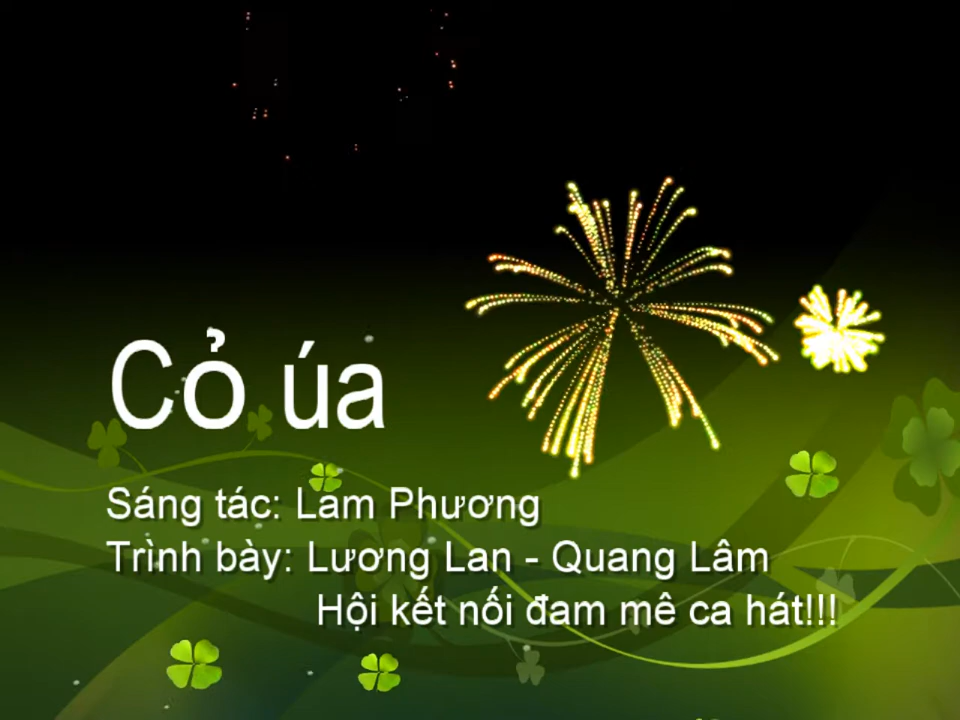 Cỏ úa
Sáng tác: Lam Phương
Trình bày: Lương Lan - Quang Lâm
Hội kết nối đam mê ca hát!!!